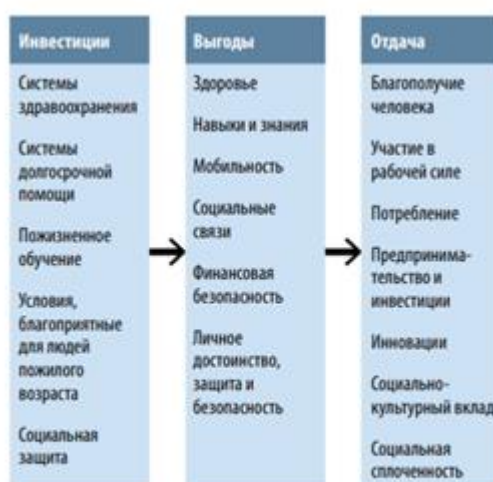 Инвестиции
Системы
здравоохранения
Системы
долгосрочной
помощи
Пожизненное
обучение
Условия,
благоприятные
для людей
пожилого
возраста
Социальная
защита
Выгоды
Здоровье
Навыки и знания
Мобильность
Социальные
связи
Финансовая
безопасность
Личное
достоинство,
защита и
безопасность
Отдача
Благополучие
человека
Участие в
рабочей силе
Потребление
Предпринима-
тельство и
инвестиции
Инновации
Социально-
культурный вклад
Социальная
сплоченность